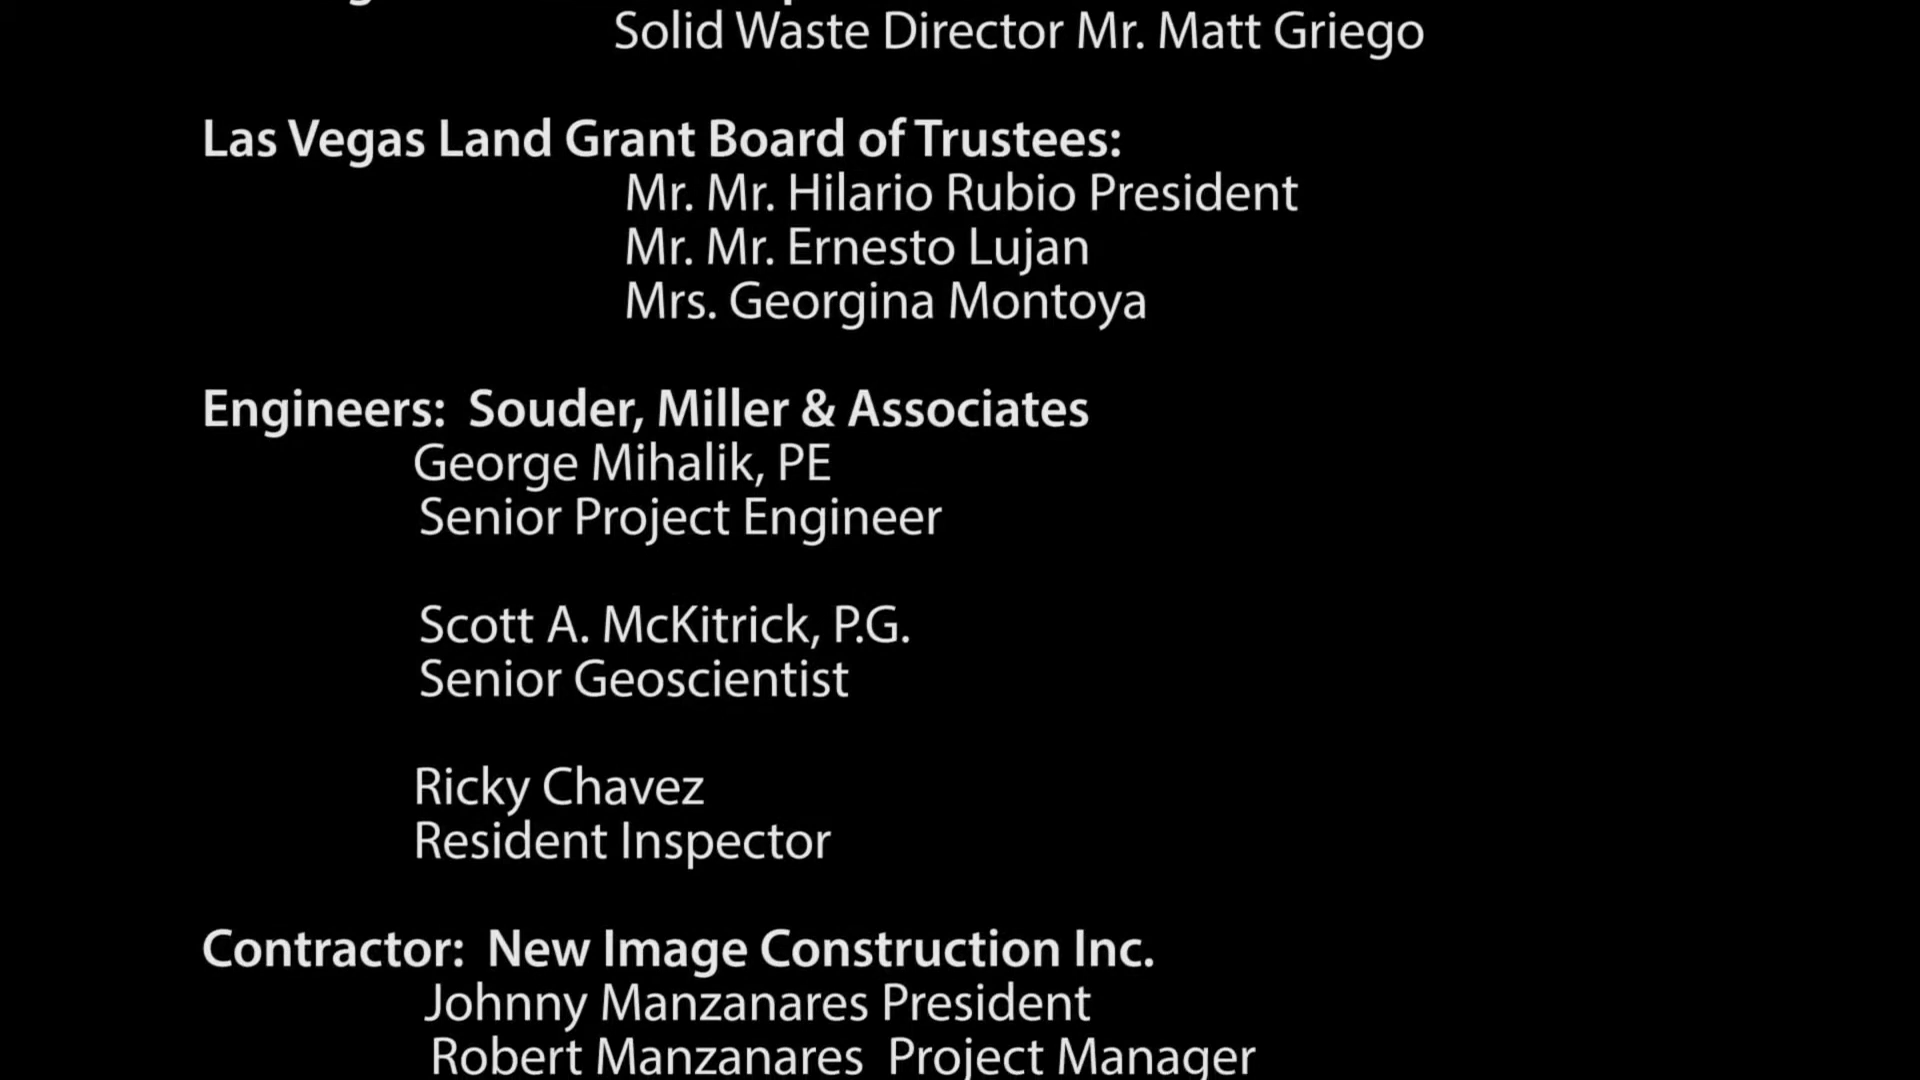 Solid Waste Director Mr. Matt Griego
Las Vegas Land Grant Board of Trustees:
Mr. Mr. Hilario Rubio President
Mr. Mr. Ernesto Lujan
Mrs. Georgina Montoya
Engineers:  Souder, Miller & Associates
George Mihalik, PE
Senior Project Engineer
Scott A. McKitrick, P.G.
Senior Geoscientist
Ricky Chavez
Resident Inspector
Contractor:  New Image Construction Inc.
Johnny Manzanares President
Robert Manzanares  Project Manager